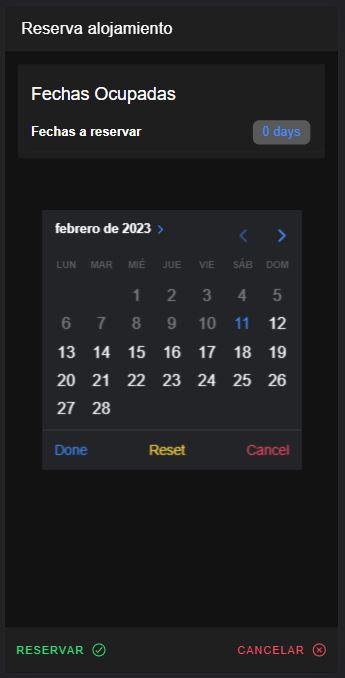 Reserva alojamiento
Fechas Ocupadas
Fechas a reservar 0 days
febrero de 2023
LUN MAR MIÉ JUE VIE SÁB DOM
1 2 3 4 5
6 7 8 9 10 11 12
13 14 15 16 17 18 19
20 21 22 23 24 25 26
27 28
Done Reset Cancel
RESERVAR CANCELAR